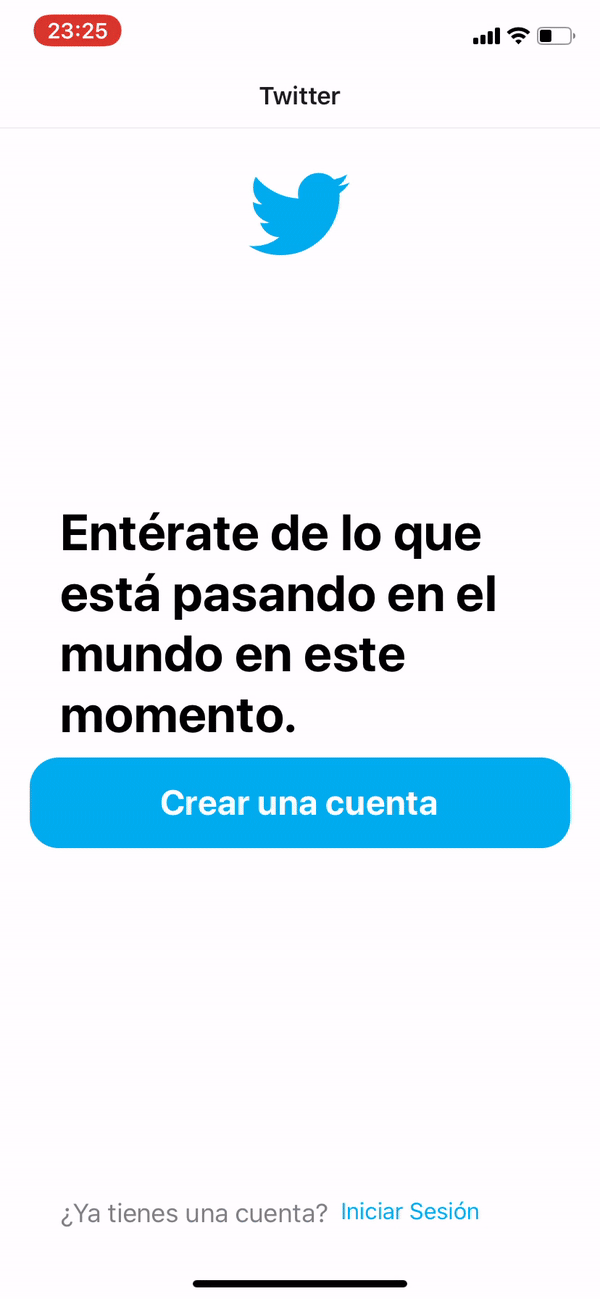 23:25
Twitter
Entérate de lo que
está pasando en el
mundo en este
momento.
Crear una cuenta
¿Ya tienes una cuenta? Iniciar Sesión